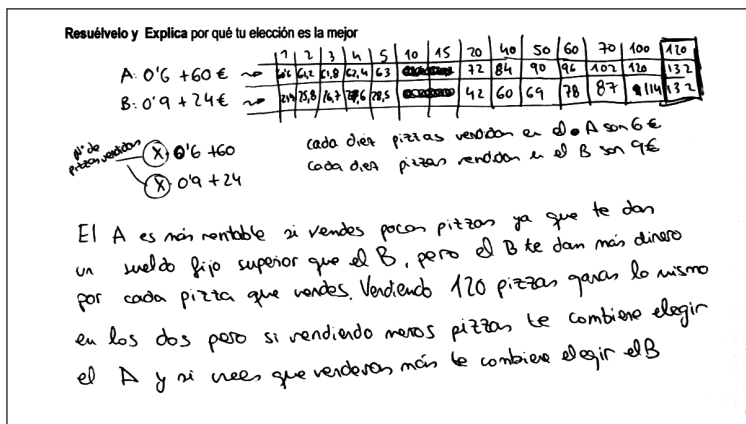 Resuélvelo y Explica por qué tu elección es la mejor
1 2 3 4 5 10 15 20 40 50 60 70 100 120
A: 0'6 + 60 € 60'6 61,2 61,8 62,4 63 72 84 90 96 102 120 132
B: 0'9 + 24 € 25,8 26,7 28,5 42 60 69 78 87 114 132
nº de
pizzas vendidas
X 0'6 + 60
X 0'9 + 24
cada diez pizzas vendidas en el A son 6 €
cada diez pizzas vendidas en el B son 9 €
El A es más rentable si vendes pocas pizzas ya que te dan
un sueldo fijo superior que el B, pero el B te dan más dinero
por cada pizza que vendes. Vendiendo 120 pizzas ganas lo mismo
en los dos pero si vendiendo menos pizzas te combiene elegir
el A y si crees que venderas más te combiene elegir el B